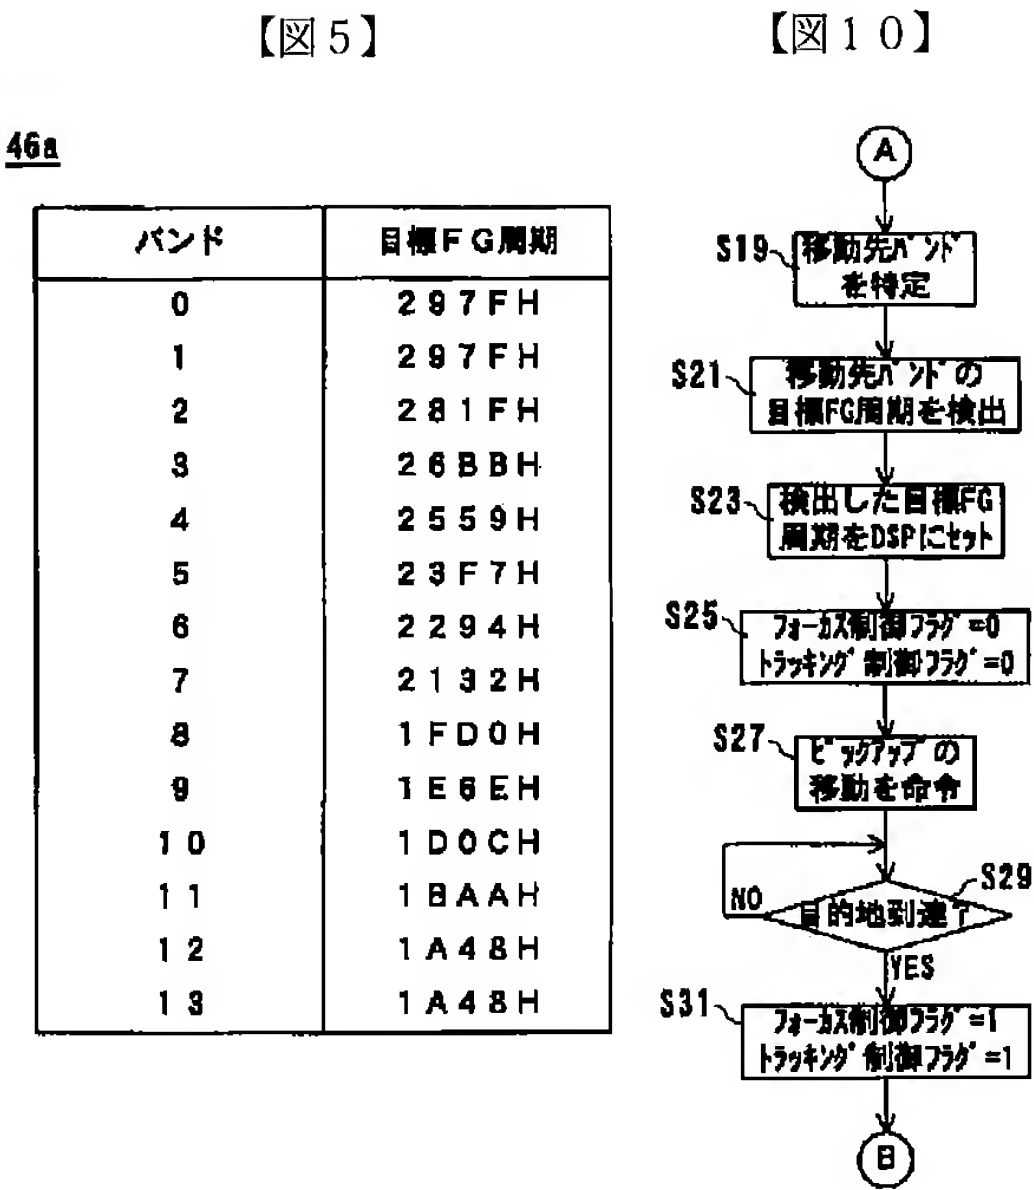 【図５】
46a
バンド 目標ＦＧ周期
0 297FH
1 297FH
2 281FH
3 26BBH
4 2559H
5 23F7H
6 2294H
7 2132H
8 1FD0H
9 1E6EH
10 1D0CH
11 1BAAH
12 1A48H
13 1A48H
【図１０】
A
S19
移動先ﾊﾞﾝﾄﾞ
を特定
S21
移動先ﾊﾞﾝﾄﾞの
目標FG周期を検出
S23
検出した目標FG
周期をDSPにｾｯﾄ
S25
ﾌｫｰｶｽ制御ﾌﾗｸﾞ=0
ﾄﾗｯｷﾝｸﾞ制御ﾌﾗｸﾞ=0
S27
ﾋﾟｯｸｱｯﾌﾟの
移動を命令
S29
目的地到達？
NO
YES
S31
ﾌｫｰｶｽ制御ﾌﾗｸﾞ=1
ﾄﾗｯｷﾝｸﾞ制御ﾌﾗｸﾞ=1
B